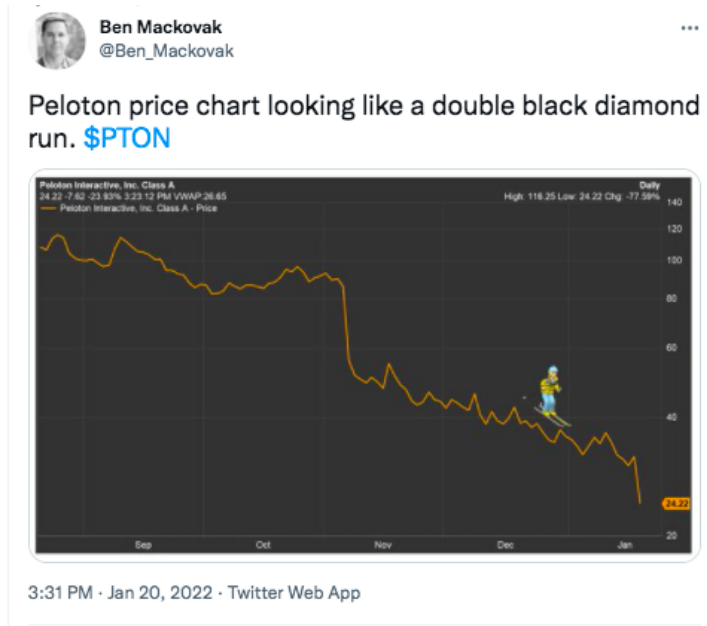 Ben Mackovak
@Ben_Mackovak
Peloton price chart looking like a double black diamond
run. $PTON
Peloton Interactive, Inc. Class A
24.22 -7.62 -23.93% 3:23:12 PM VWAP:26.65
Peloton Interactive, Inc. Class A - Price
Daily
High: 116.25 Low: 24.22 Chg: -77.59%
140
120
100
80
60
40
24.22
20
Sep Oct Nov Dec Jan
3:31 PM · Jan 20, 2022 · Twitter Web App